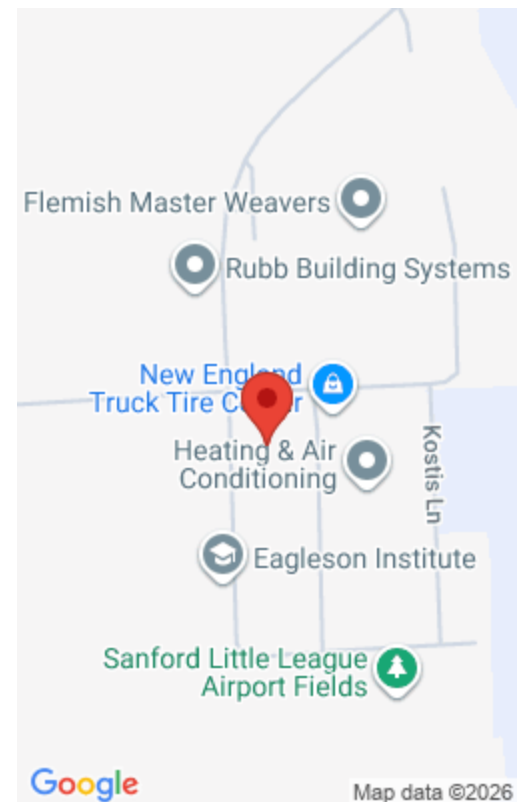 Flemish Master Weavers
Rubb Building Systems
New England
Truck Tire Center
Heating & Air
Conditioning
Kostis Ln
Eagleson Institute
Sanford Little League
Airport Fields
Google
Map data ©2026